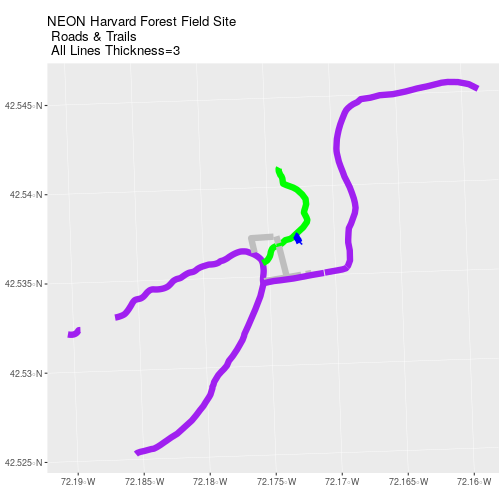 NEON Harvard Forest Field Site
Roads & Trails
All Lines Thickness=3
42.545◦N
42.54◦N
42.535◦N
42.53◦N
42.525◦N
72.19◦W
72.185◦W
72.18◦W
72.175◦W
72.17◦W
72.165◦W
72.16◦W